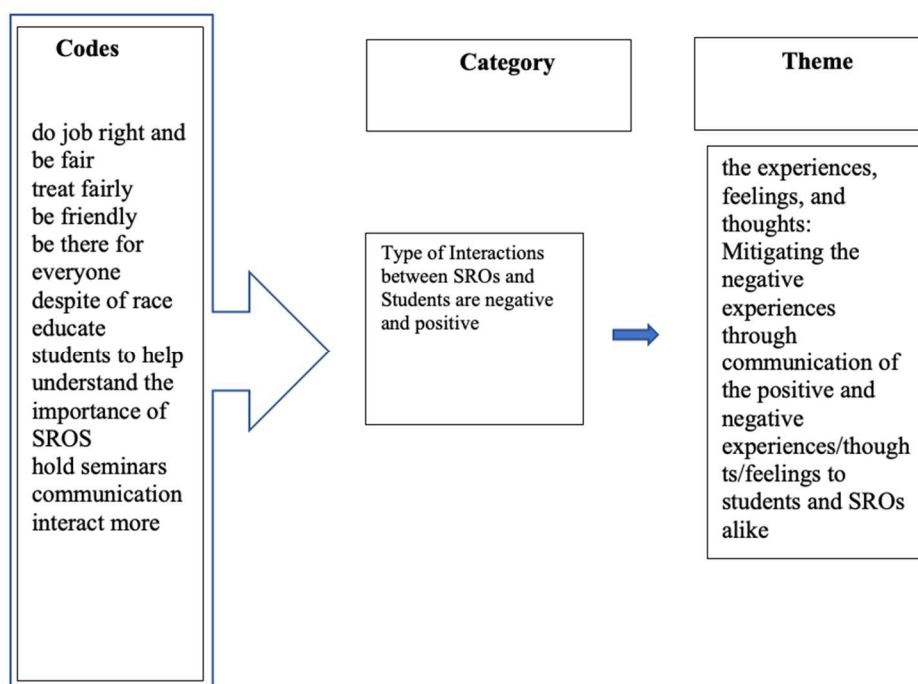 Codes
do job right and
be fair
treat fairly
be friendly
be there for
everyone
despite of race
educate
students to help
understand the
importance of
SROS
hold seminars
communication
interact more
Category
Type of Interactions
between SROs and
Students are negative
and positive
Theme
the experiences,
feelings, and
thoughts:
Mitigating the
negative
experiences
through
communication of
the positive and
negative
experiences/though
ts/feelings to
students and SROs
alike